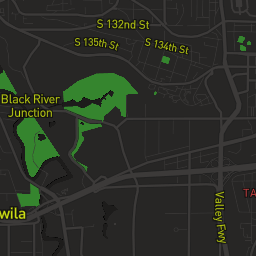 S 132nd St
S 135th St
S 134th St
Black River
Junction
wila
Valley Fwy
TA